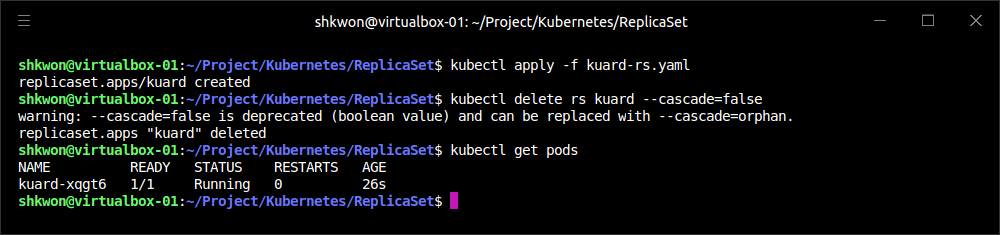 shkwon@virtualbox-01: ~/Project/Kubernetes/ReplicaSet
shkwon@virtualbox-01:~/Project/Kubernetes/ReplicaSet$ kubectl apply -f kuard-rs.yaml
replicaset.apps/kuard created
shkwon@virtualbox-01:~/Project/Kubernetes/ReplicaSet$ kubectl delete rs kuard --cascade=false
warning: --cascade=false is deprecated (boolean value) and can be replaced with --cascade=orphan.
replicaset.apps "kuard" deleted
shkwon@virtualbox-01:~/Project/Kubernetes/ReplicaSet$ kubectl get pods
NAME          READY   STATUS    RESTARTS   AGE
kuard-xqgt6   1/1     Running   0          26s
shkwon@virtualbox-01:~/Project/Kubernetes/ReplicaSet$